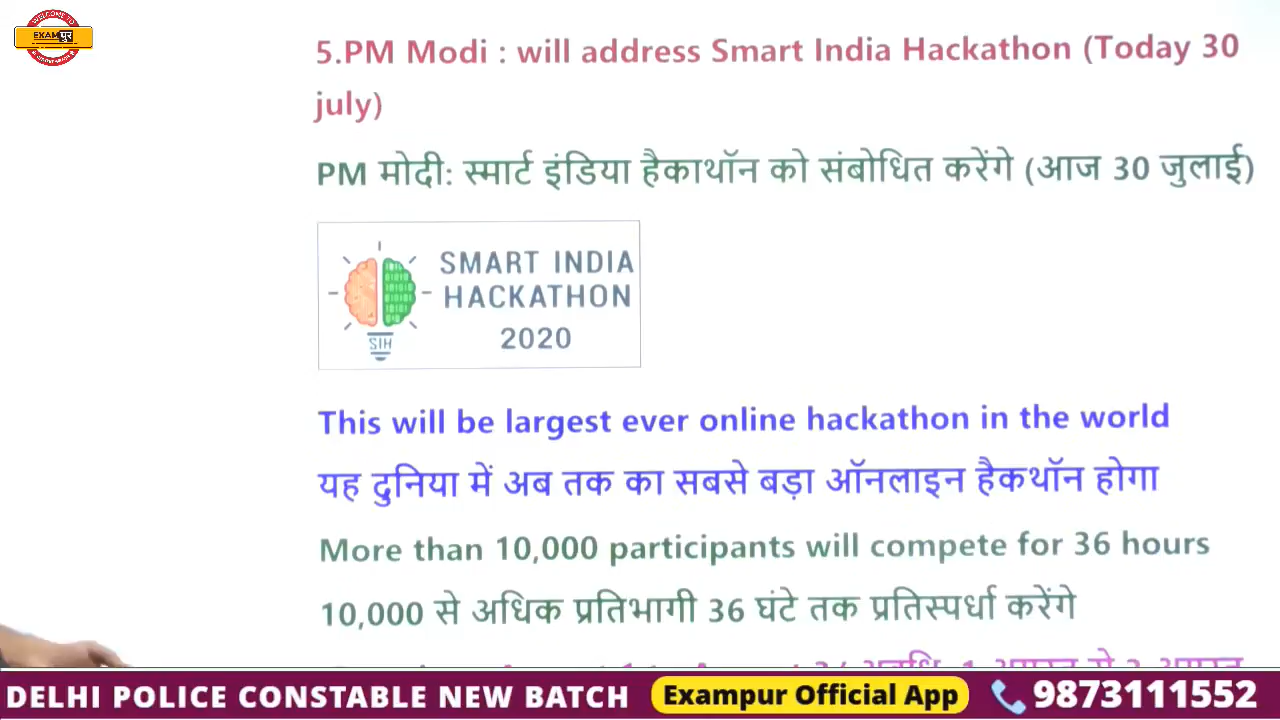 WELCOME TO
EXAMपुर
5.PM Modi : will address Smart India Hackathon (Today 30
july)
PM मोदी: स्मार्ट इंडिया हैकाथॉन को संबोधित करेंगे (आज 30 जुलाई)
SMART INDIA
HACKATHON
2020
SIH
This will be largest ever online hackathon in the world
यह दुनिया में अब तक का सबसे बड़ा ऑनलाइन हैकथॉन होगा
More than 10,000 participants will compete for 36 hours
10,000 से अधिक प्रतिभागी 36 घंटे तक प्रतिस्पर्धा करेंगे
DELHI POLICE CONSTABLE NEW BATCH
Exampur Official App
9873111552